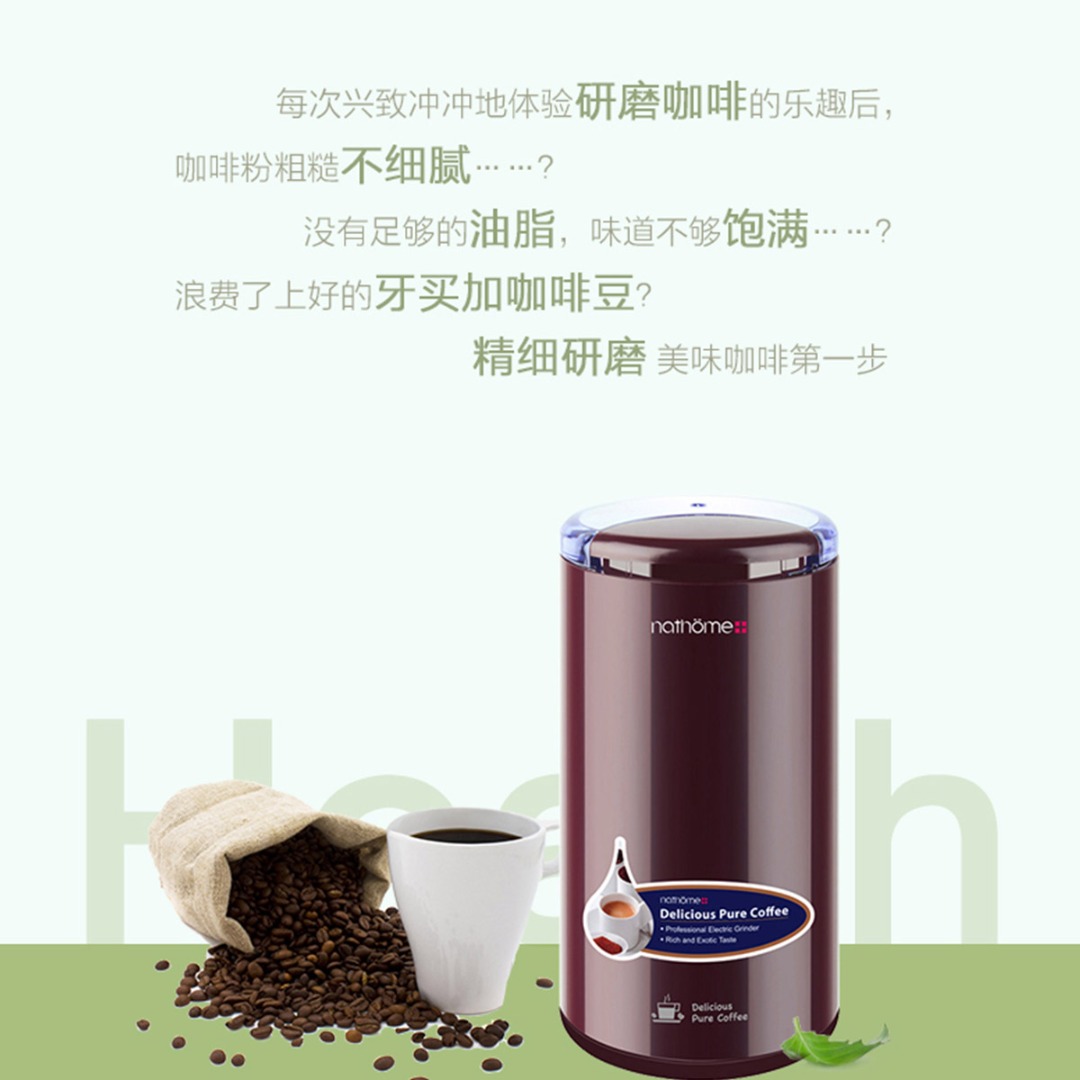 每次兴致冲冲地体验研磨咖啡的乐趣后，
咖啡粉粗糙不细腻… …?
没有足够的油脂，味道不够饱满… …?
浪费了上好的牙买加咖啡豆?
精细研磨 美味咖啡第一步
nathöme
nathöme
Delicious Pure Coffee
• Professional Electric Grinder
• Rich and Exotic Taste
Delicious
Pure Coffee